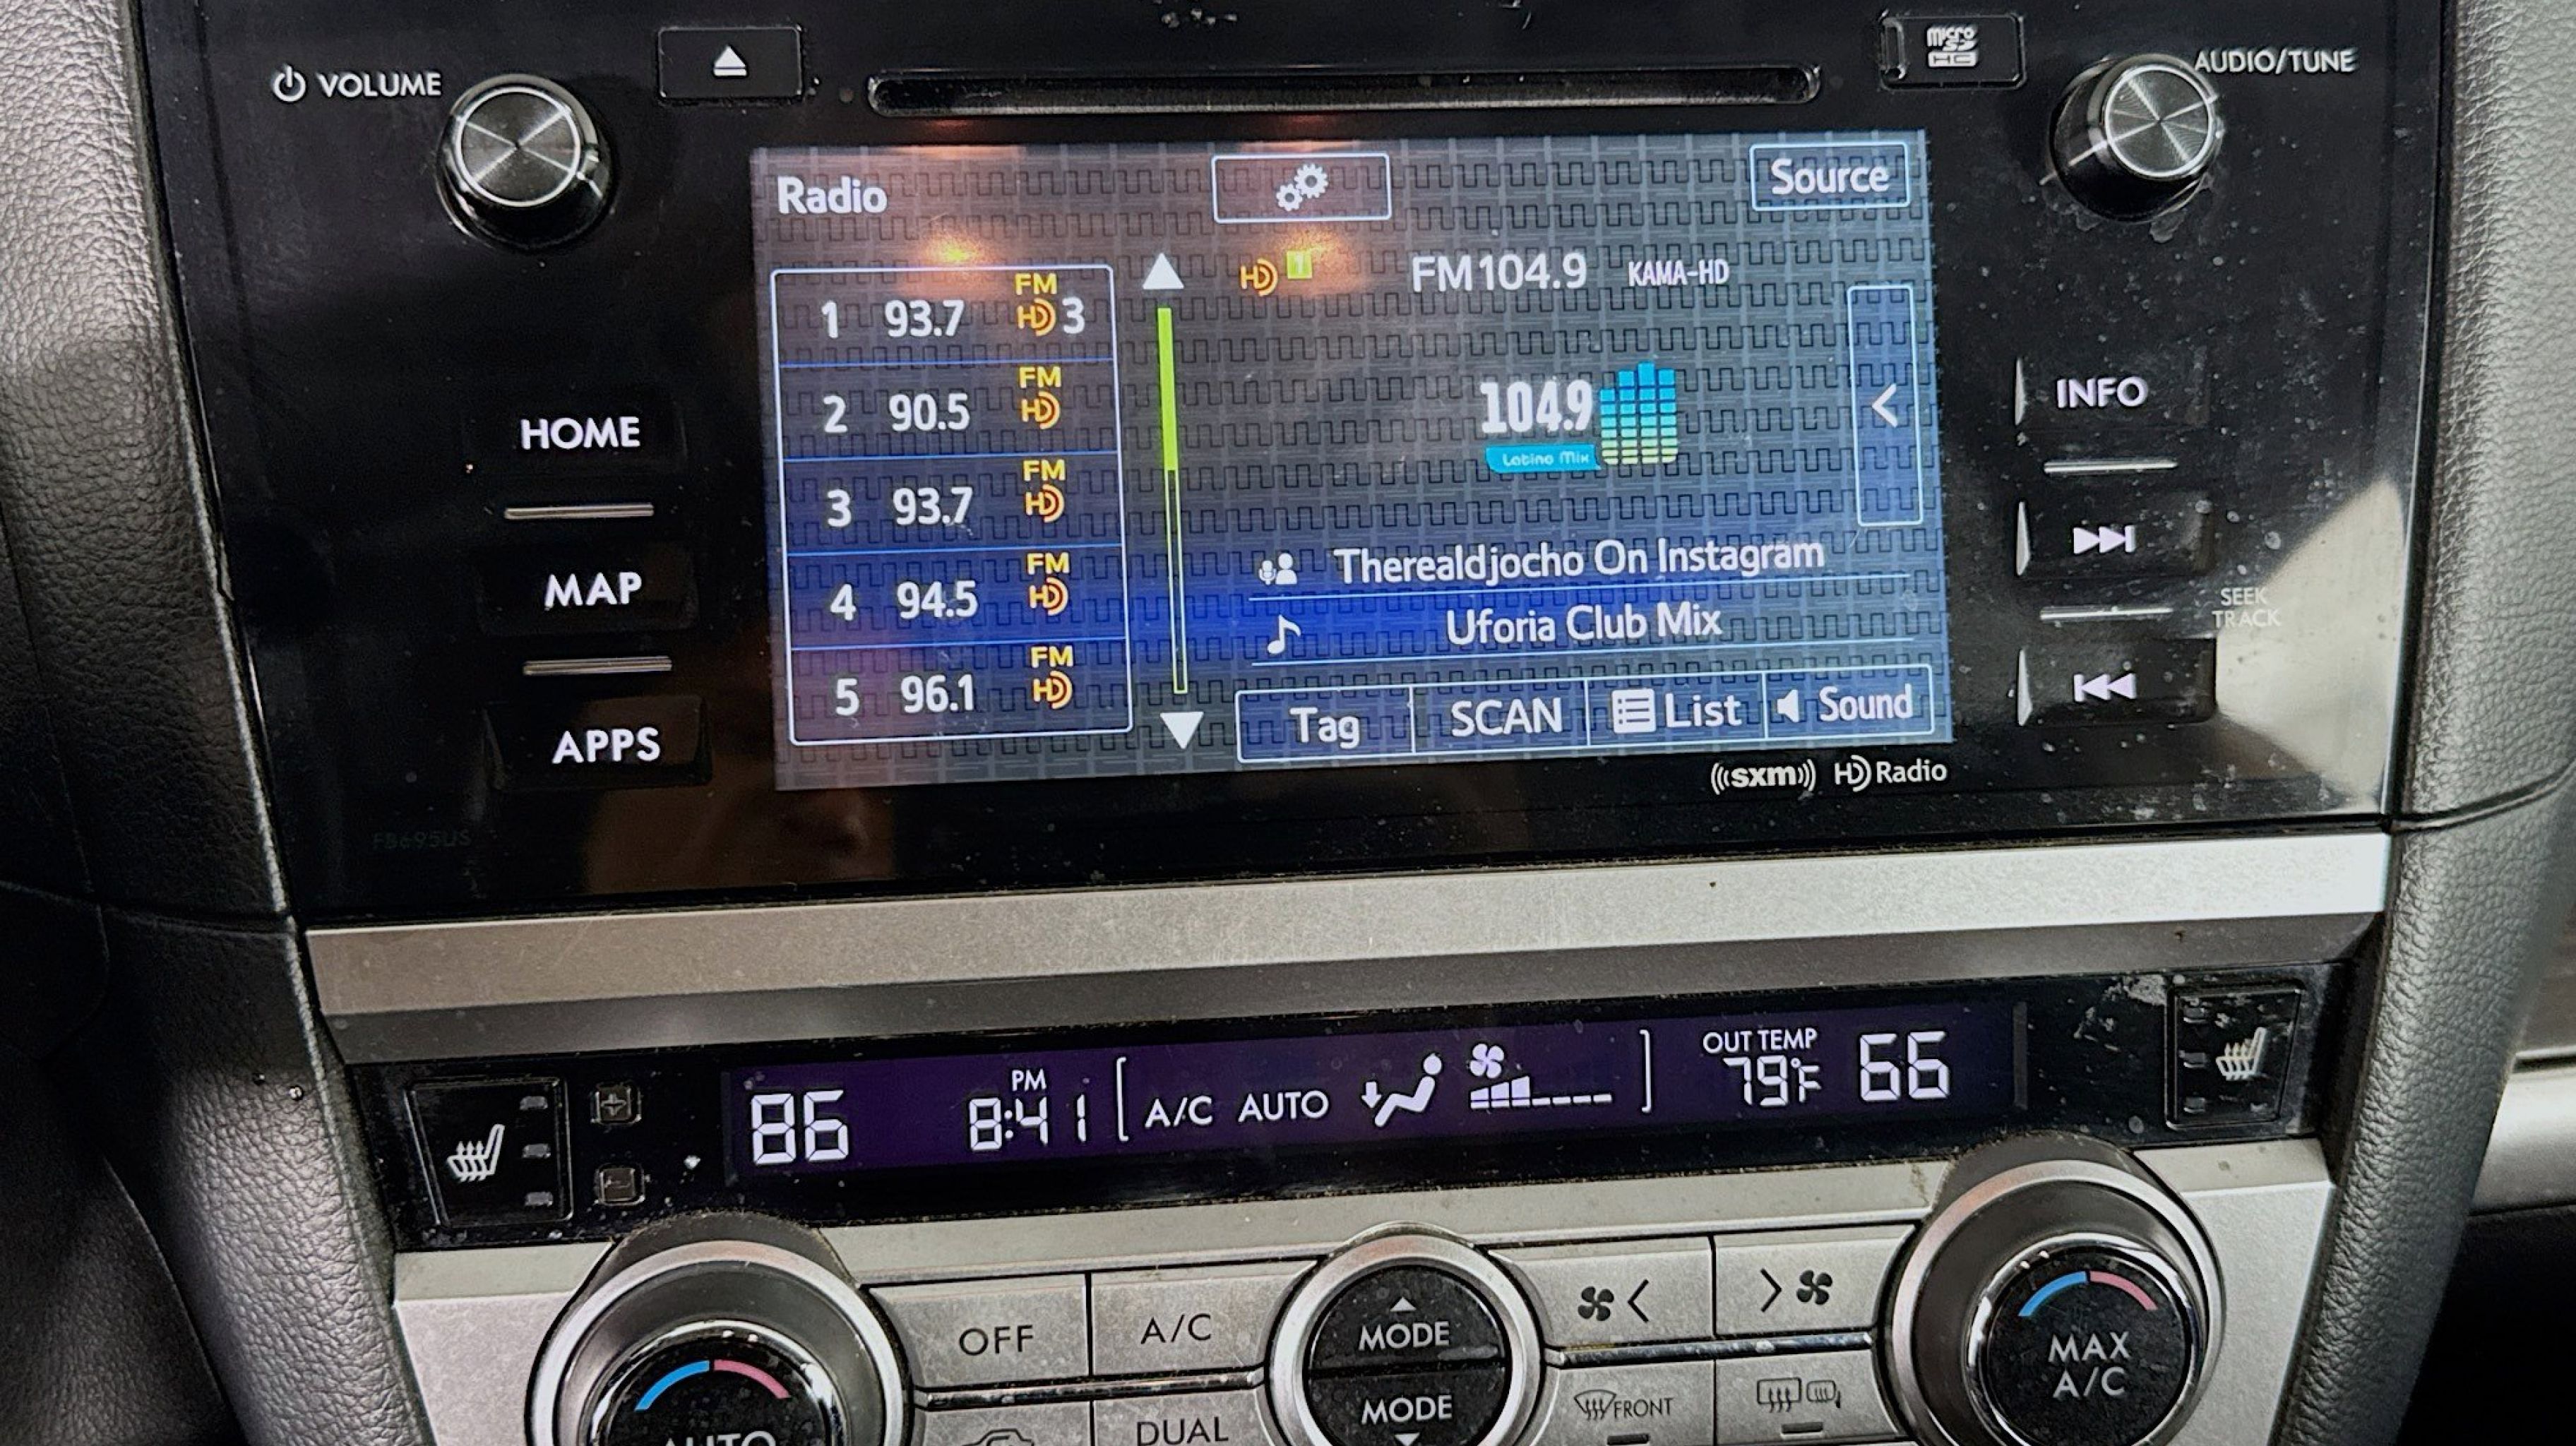 VOLUME
micro SD HC
AUDIO/TUNE
Radio
Source
HD 1 FM 104.9 KAMA-HD
1 93.7 FM HD 3
2 90.5 FM HD
3 93.7 FM HD
4 94.5 FM HD
5 96.1 FM HD
104.9
Latino Mix
Therealdjocho On Instagram
Uforia Club Mix
Tag SCAN List Sound
HOME
MAP
APPS
INFO
SEEK
TRACK
((sxm)) HD Radio
F8695US
86 PM 8:41 A/C AUTO OUT TEMP 79°F 66
OFF
A/C
MODE
MODE
DUAL
FRONT
MAX
A/C
AUTO